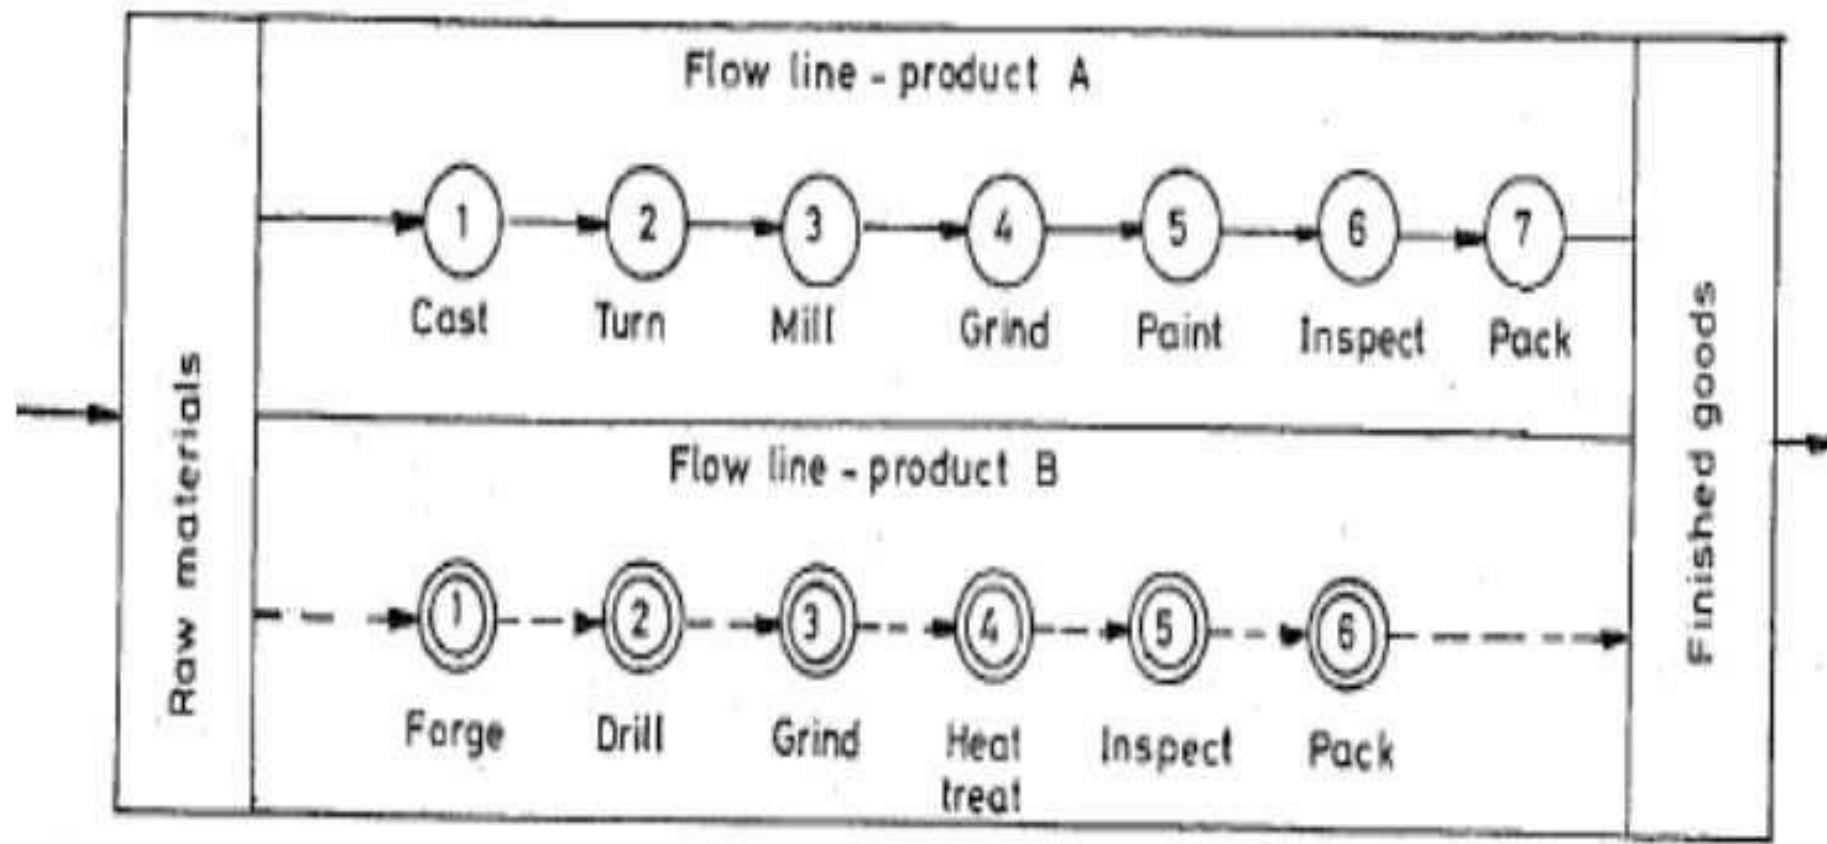 Flow line - product A
1 2 3 4 5 6 7
Cast Turn Mill Grind Paint Inspect Pack
Raw materials
Finished goods
Flow line - product B
1 2 3 4 5 6
Forge Drill Grind Heat treat Inspect Pack